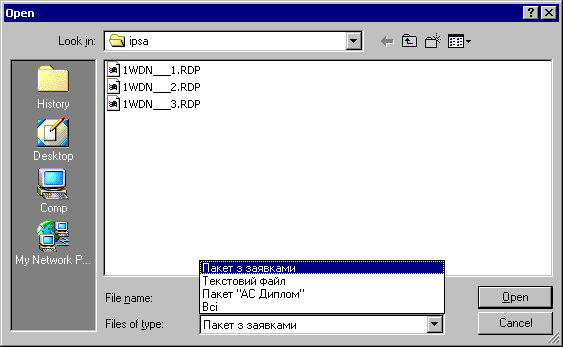 Open
Look in:
ipsa
History
Desktop
Comp
My Network P...
1WDN___1.RDP
1WDN___2.RDP
1WDN___3.RDP
Пакет з заявками
Текстовий файл
Пакет "АС Диплом"
Всі
File name:
Files of type:
Пакет з заявками
Open
Cancel